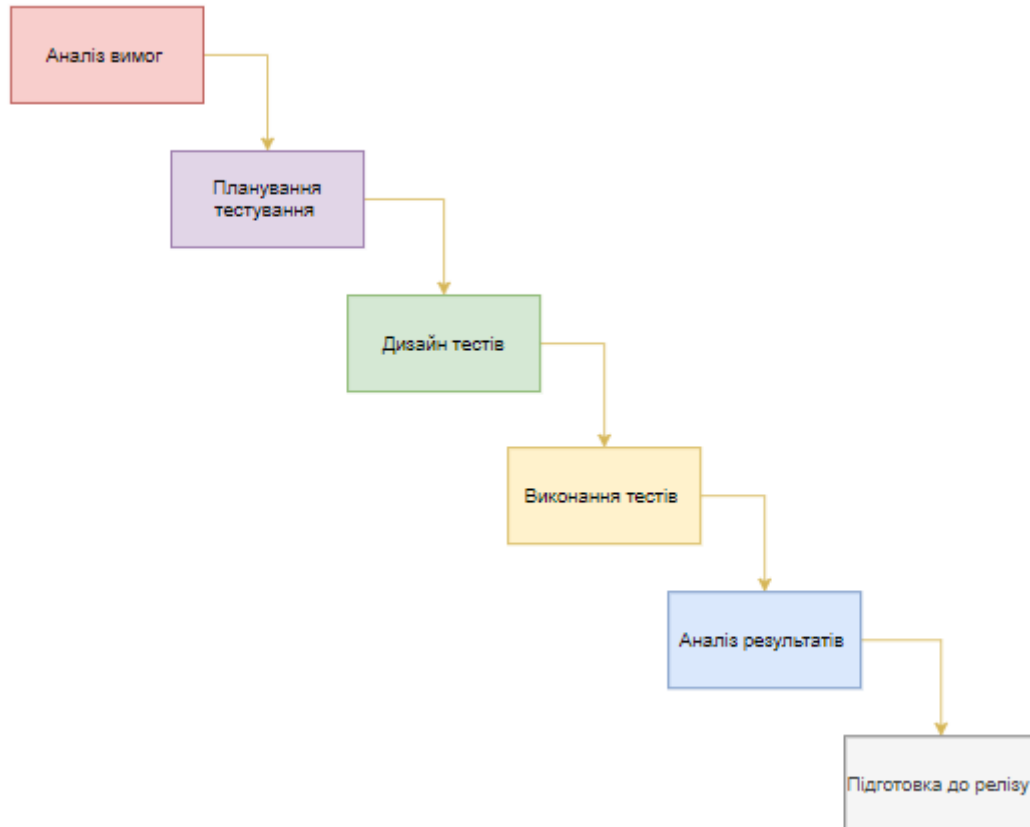 Аналіз вимог
Планування
тестування
Дизайн тестів
Виконання тестів
Аналіз результатів
Підготовка до релізу